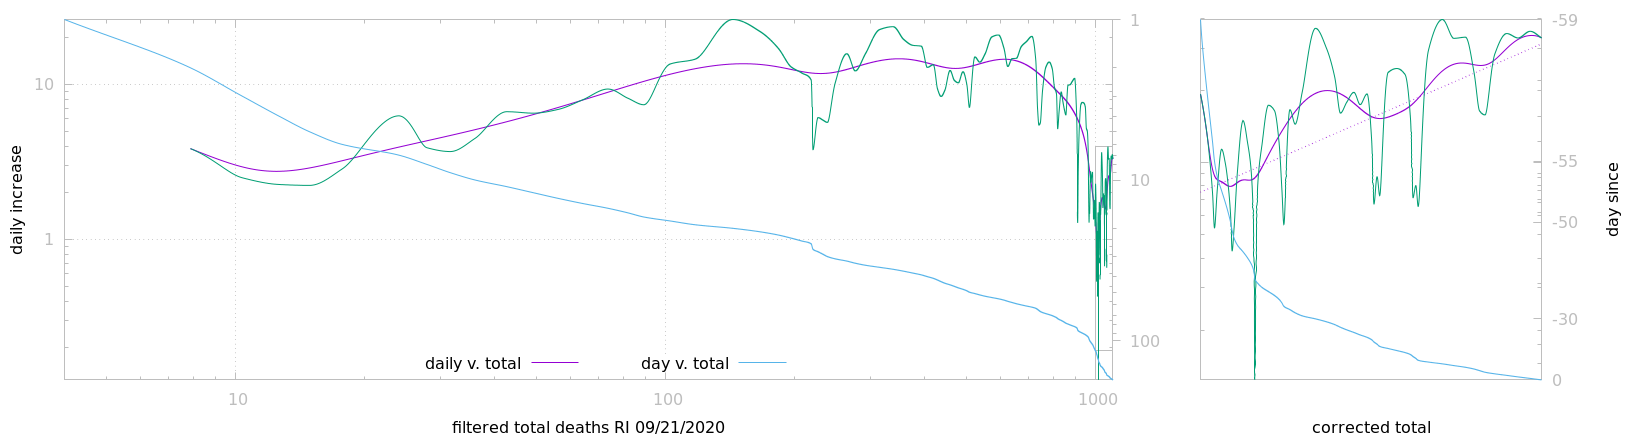 1
-59
10
daily increase
-55
10
-50
day since
1
-30
100
daily v. total
day v. total
0
10
100
1000
filtered total deaths RI 09/21/2020
corrected total